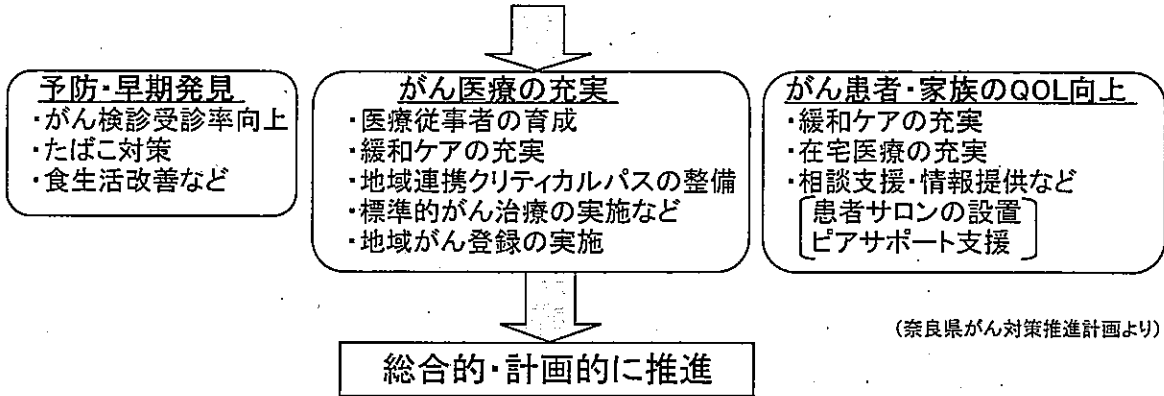 予防・早期発見
・がん検診受診率向上
・たばこ対策
・食生活改善など
がん医療の充実
・医療従事者の育成
・緩和ケアの充実
・地域連携クリティカルパスの整備
・標準的がん治療の実施など
・地域がん登録の実施
がん患者・家族のQOL向上
・緩和ケアの充実
・在宅医療の充実
・相談支援・情報提供など
患者サロンの設置
ピアサポート支援
(奈良県がん対策推進計画より)
総合的・計画的に推進